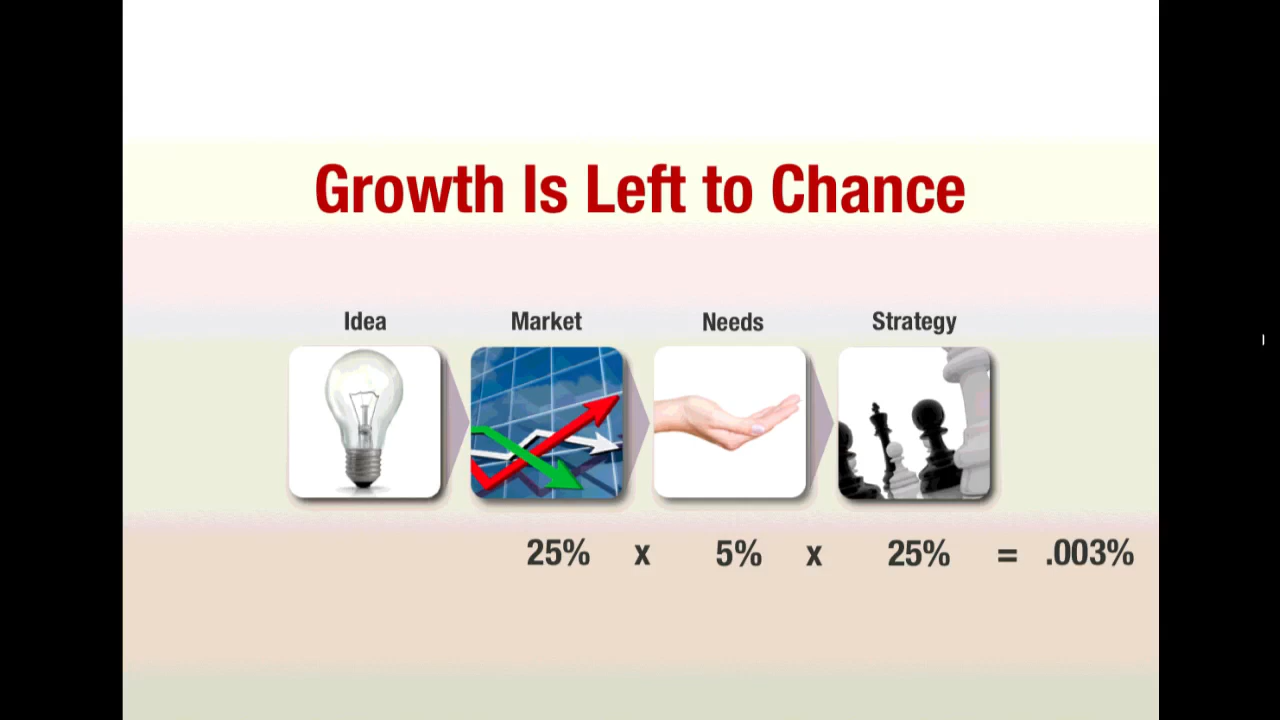 Growth Is Left to Chance
Idea Market Needs Strategy
25% x 5% x 25% = .003%